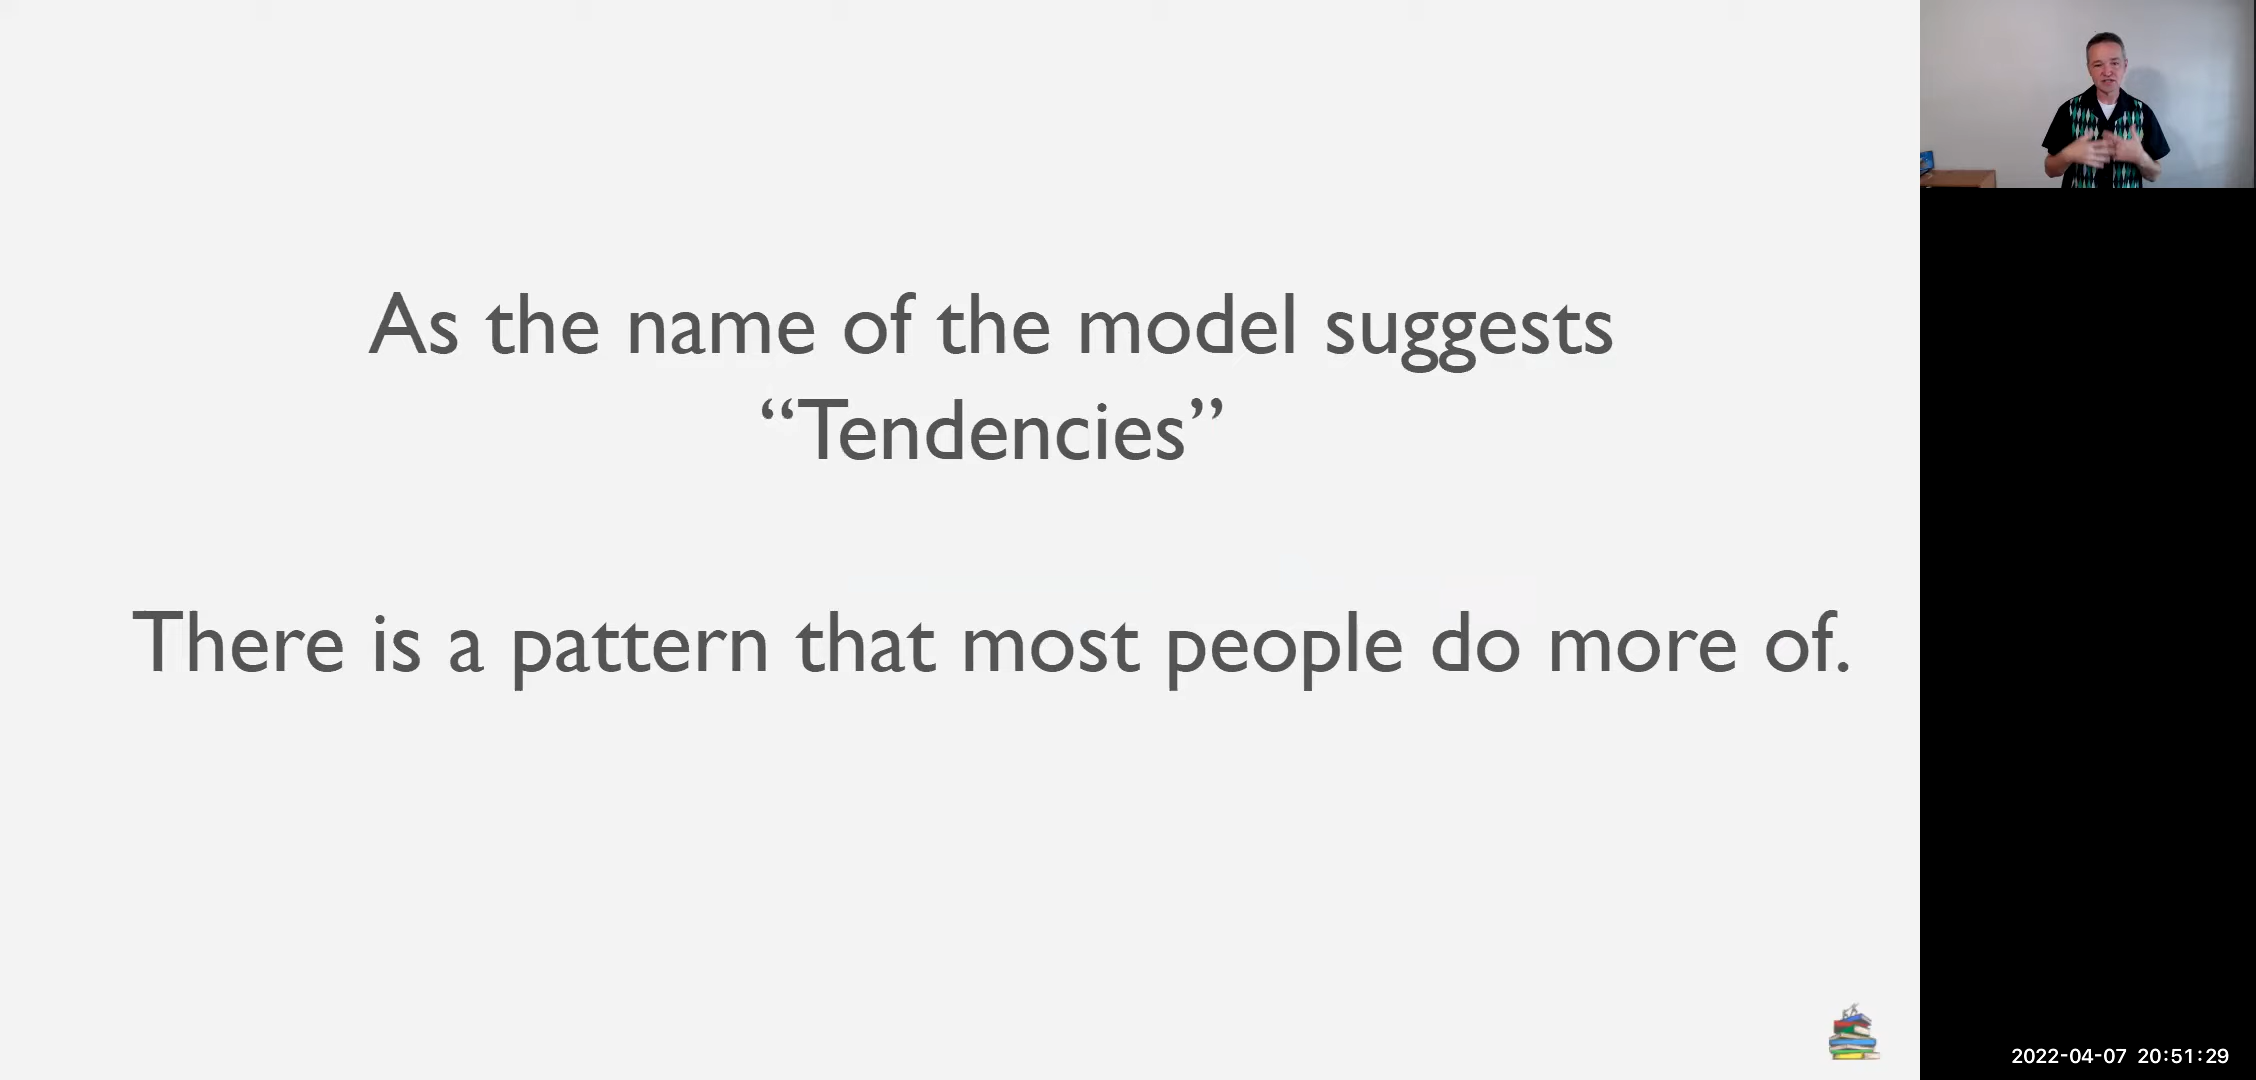 As the name of the model suggests
“Tendencies”
There is a pattern that most people do more of.
2022-04-07 20:51:29